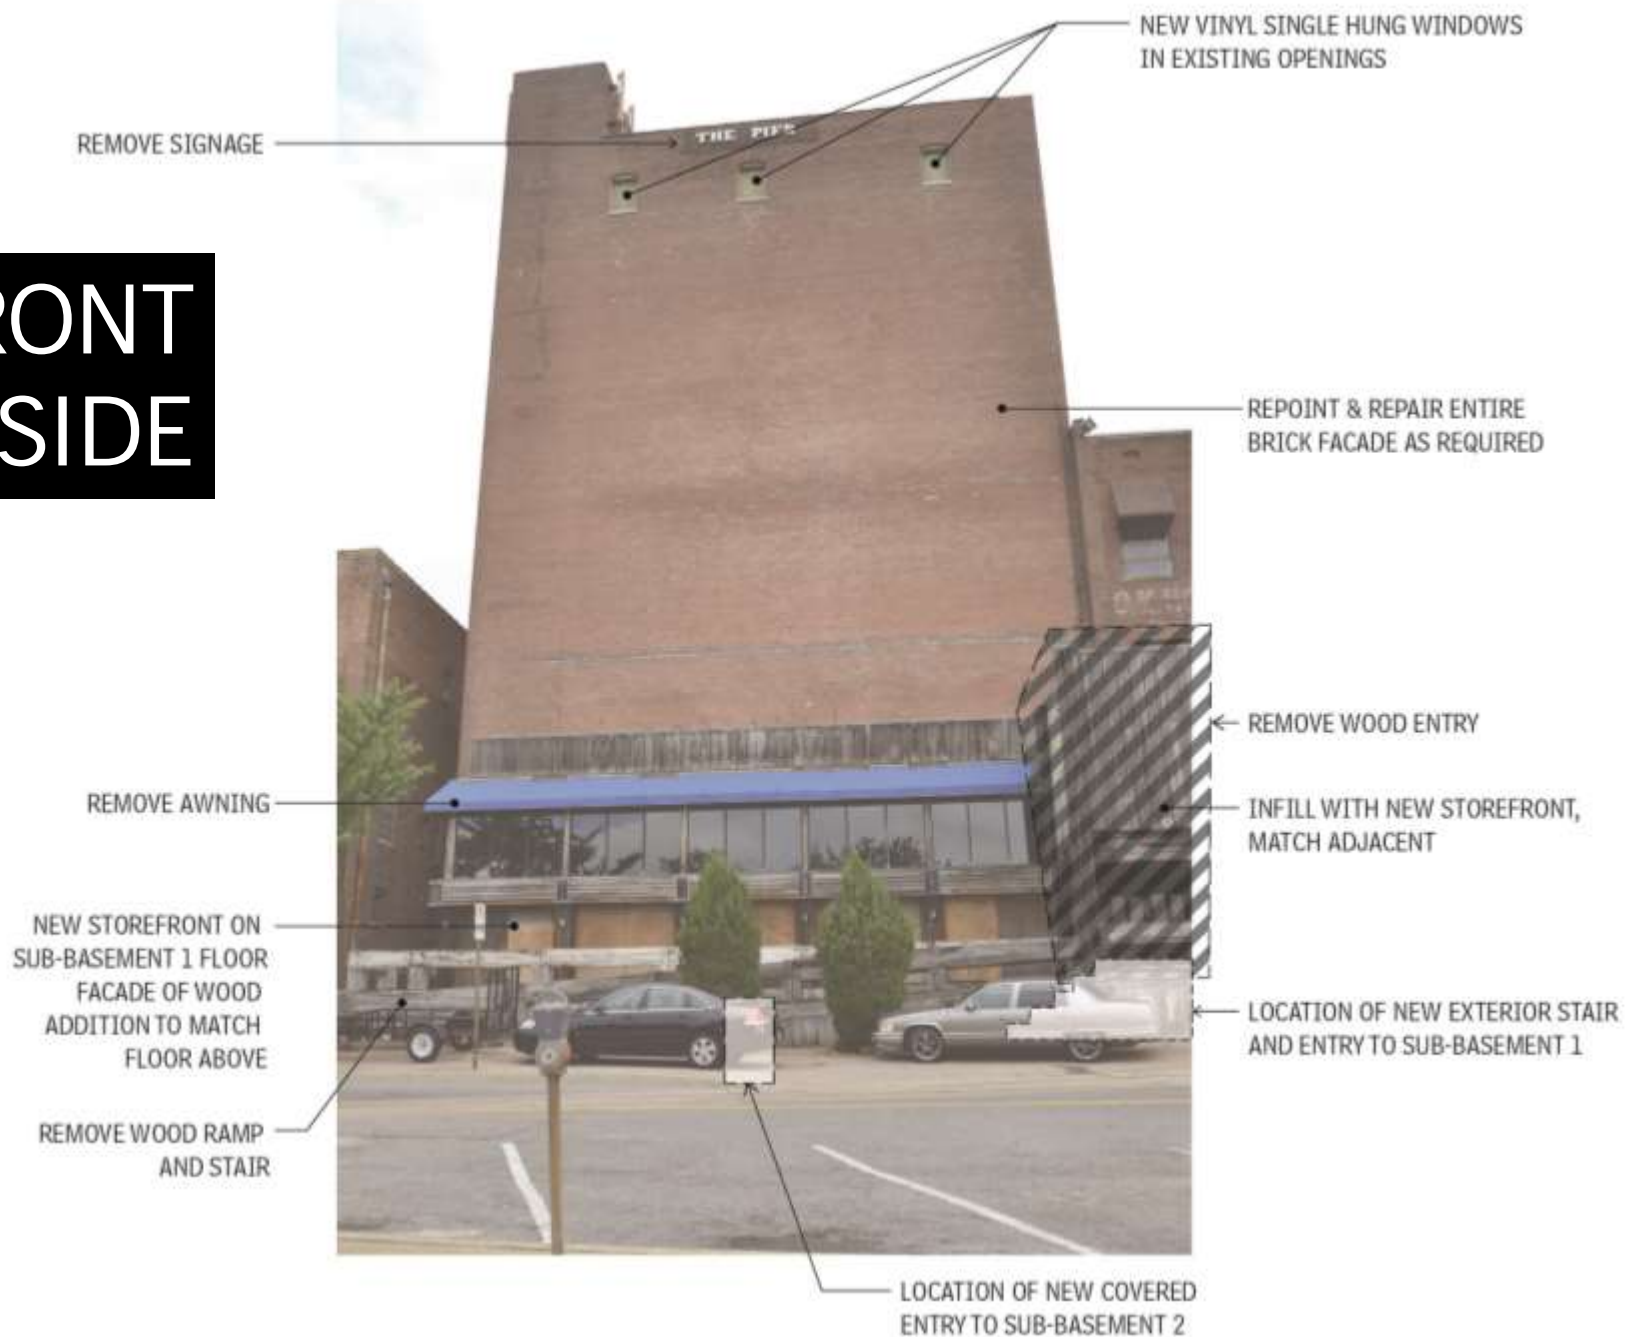 NEW VINYL SINGLE HUNG WINDOWS
IN EXISTING OPENINGS
REMOVE SIGNAGE
THE PIER
RONT
SIDE
REPOINT & REPAIR ENTIRE
BRICK FACADE AS REQUIRED
REMOVE WOOD ENTRY
REMOVE AWNING
INFILL WITH NEW STOREFRONT,
MATCH ADJACENT
NEW STOREFRONT ON
SUB-BASEMENT 1 FLOOR
FACADE OF WOOD
ADDITION TO MATCH
FLOOR ABOVE
LOCATION OF NEW EXTERIOR STAIR
AND ENTRY TO SUB-BASEMENT 1
REMOVE WOOD RAMP
AND STAIR
LOCATION OF NEW COVERED
ENTRY TO SUB-BASEMENT 2